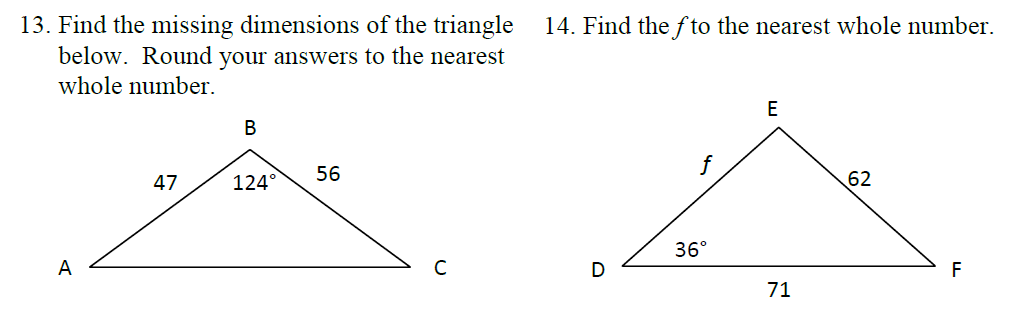 13. Find the missing dimensions of the triangle
below. Round your answers to the nearest
whole number.
B
47
124°
56
A
C
14. Find the f to the nearest whole number.
E
f
62
36°
D
F
71